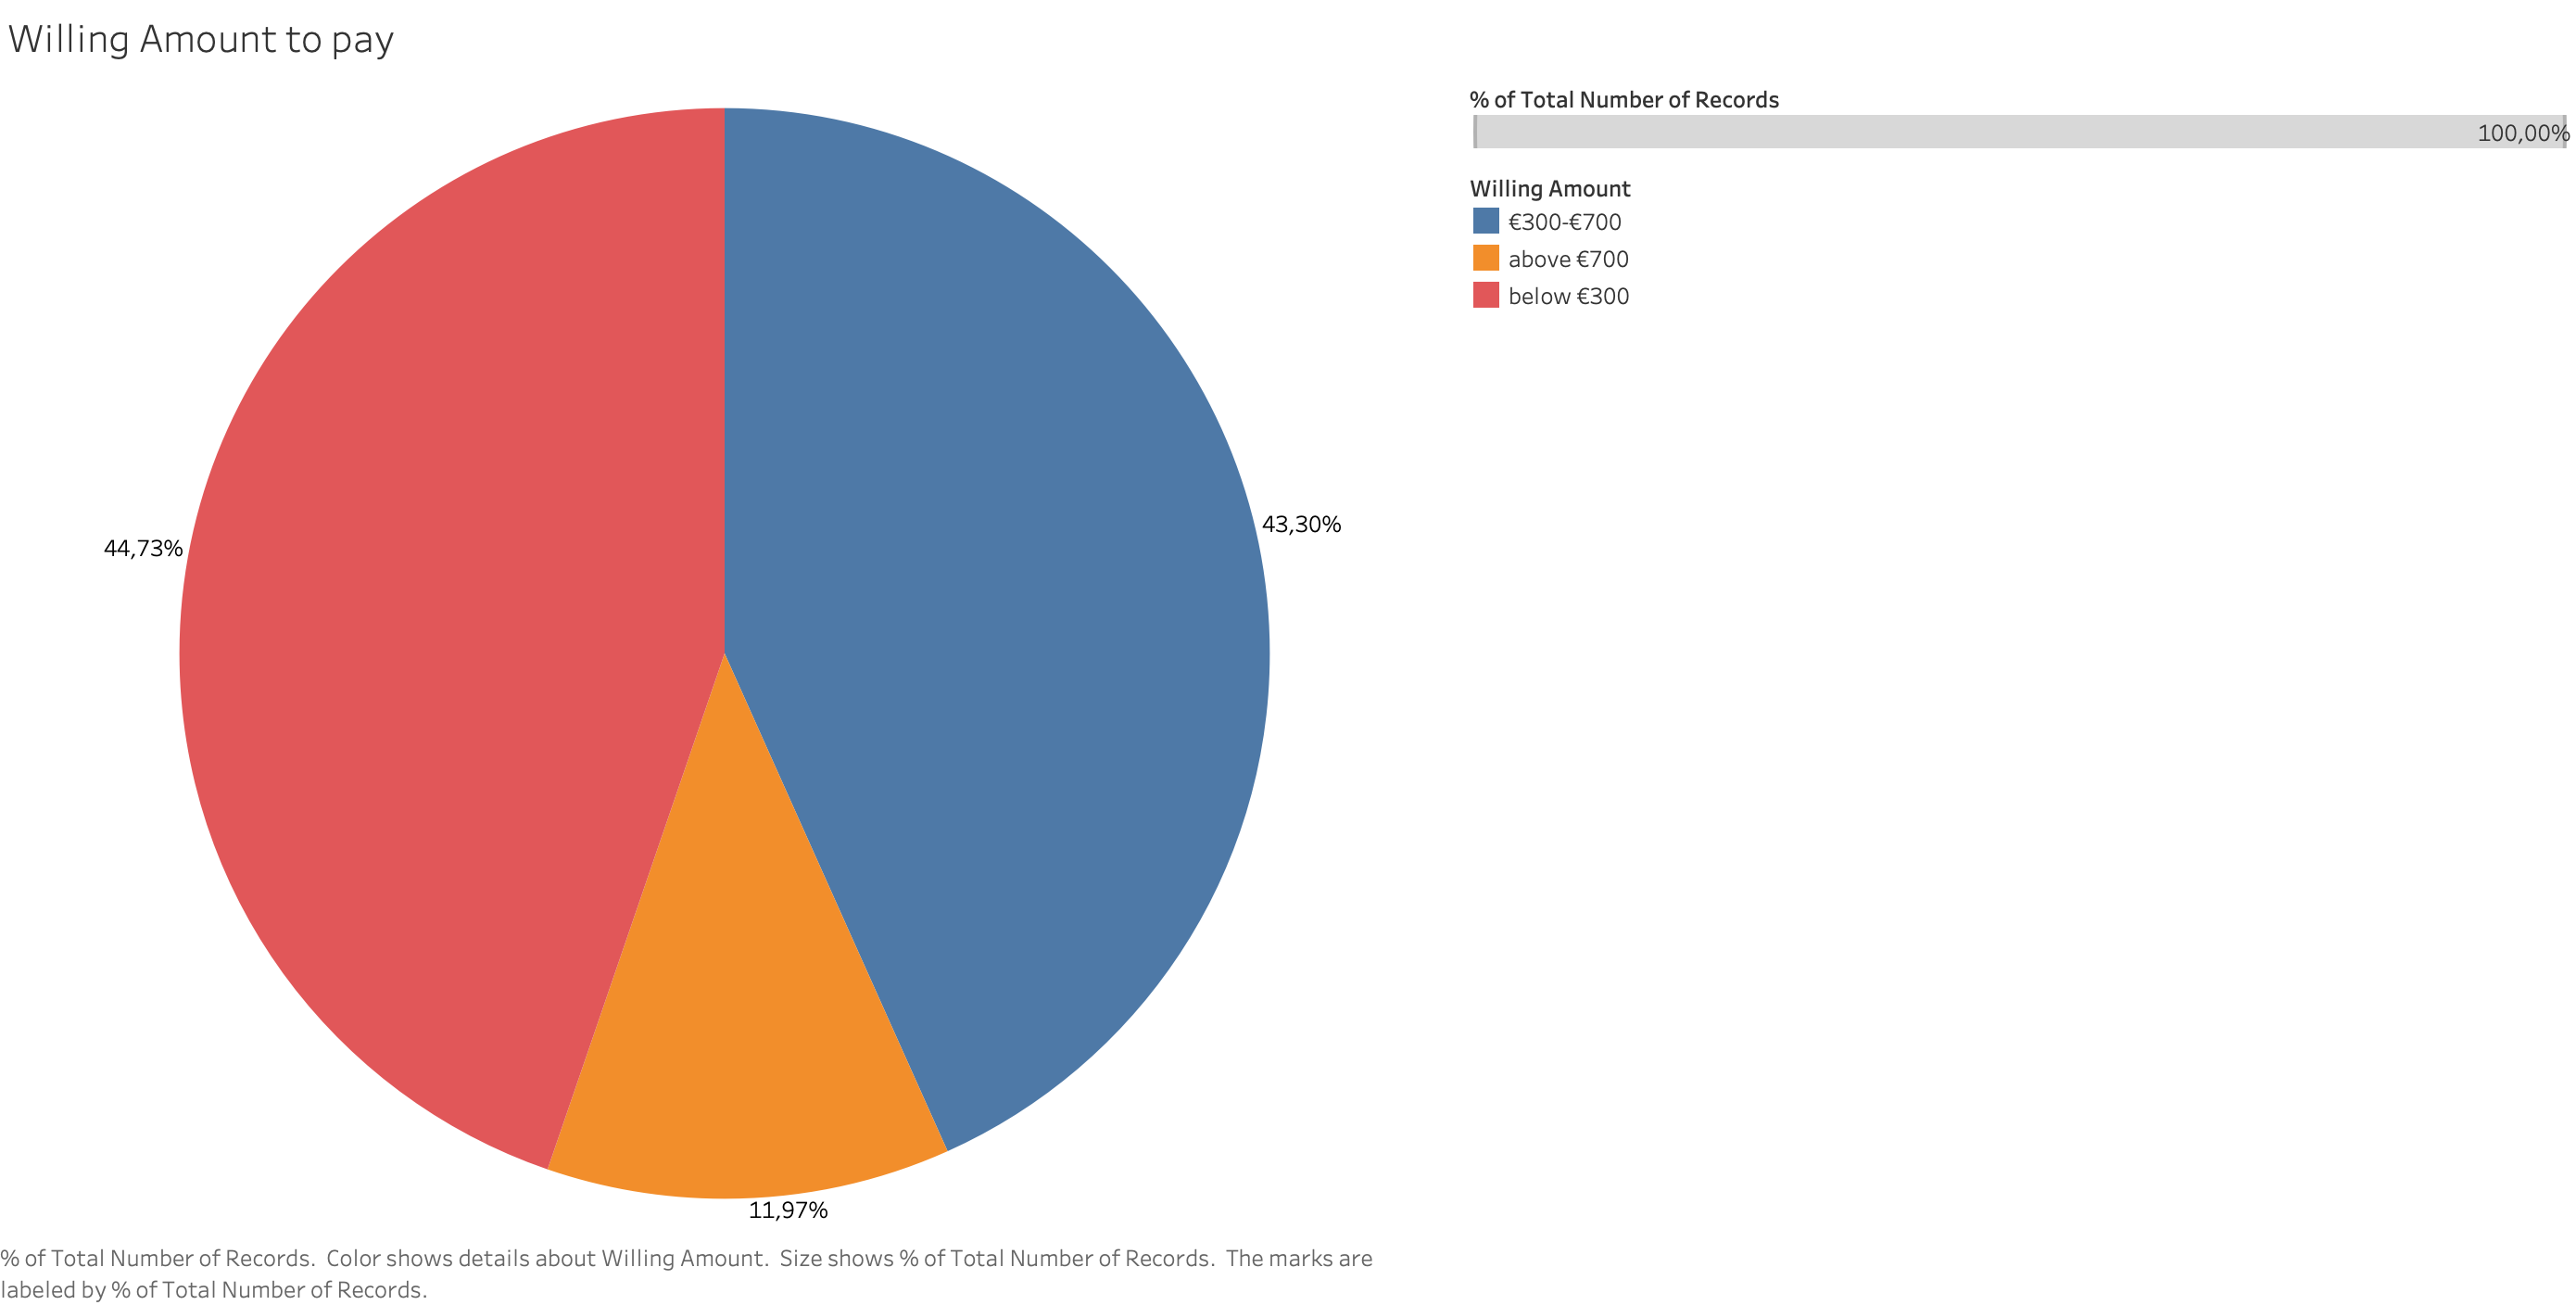 Willing Amount to pay
% of Total Number of Records
100,00%
Willing Amount
€300-€700
above €700
below €300
43,30%
44,73%
11,97%
% of Total Number of Records.  Color shows details about Willing Amount.  Size shows % of Total Number of Records.  The marks are
labeled by % of Total Number of Records.